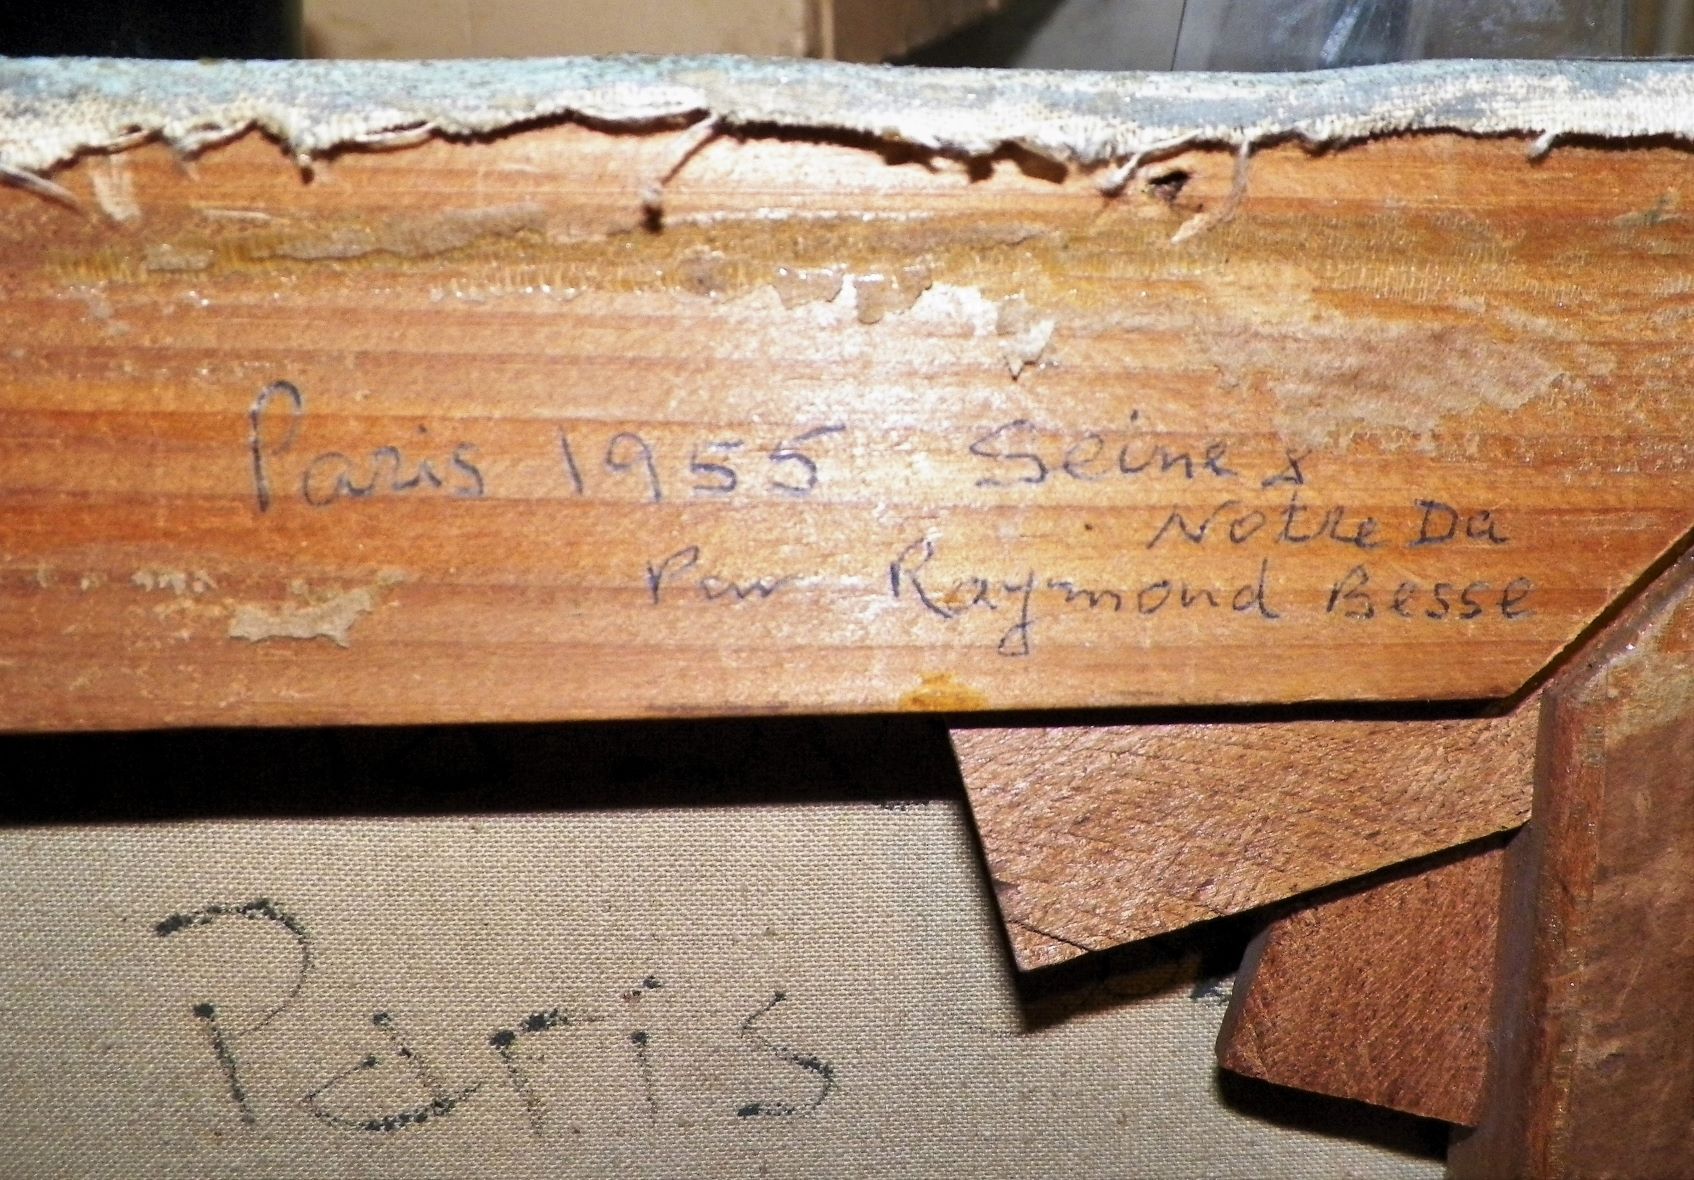 Paris 1955 Seine &
Notre Da
Par Raymond Besse
Paris